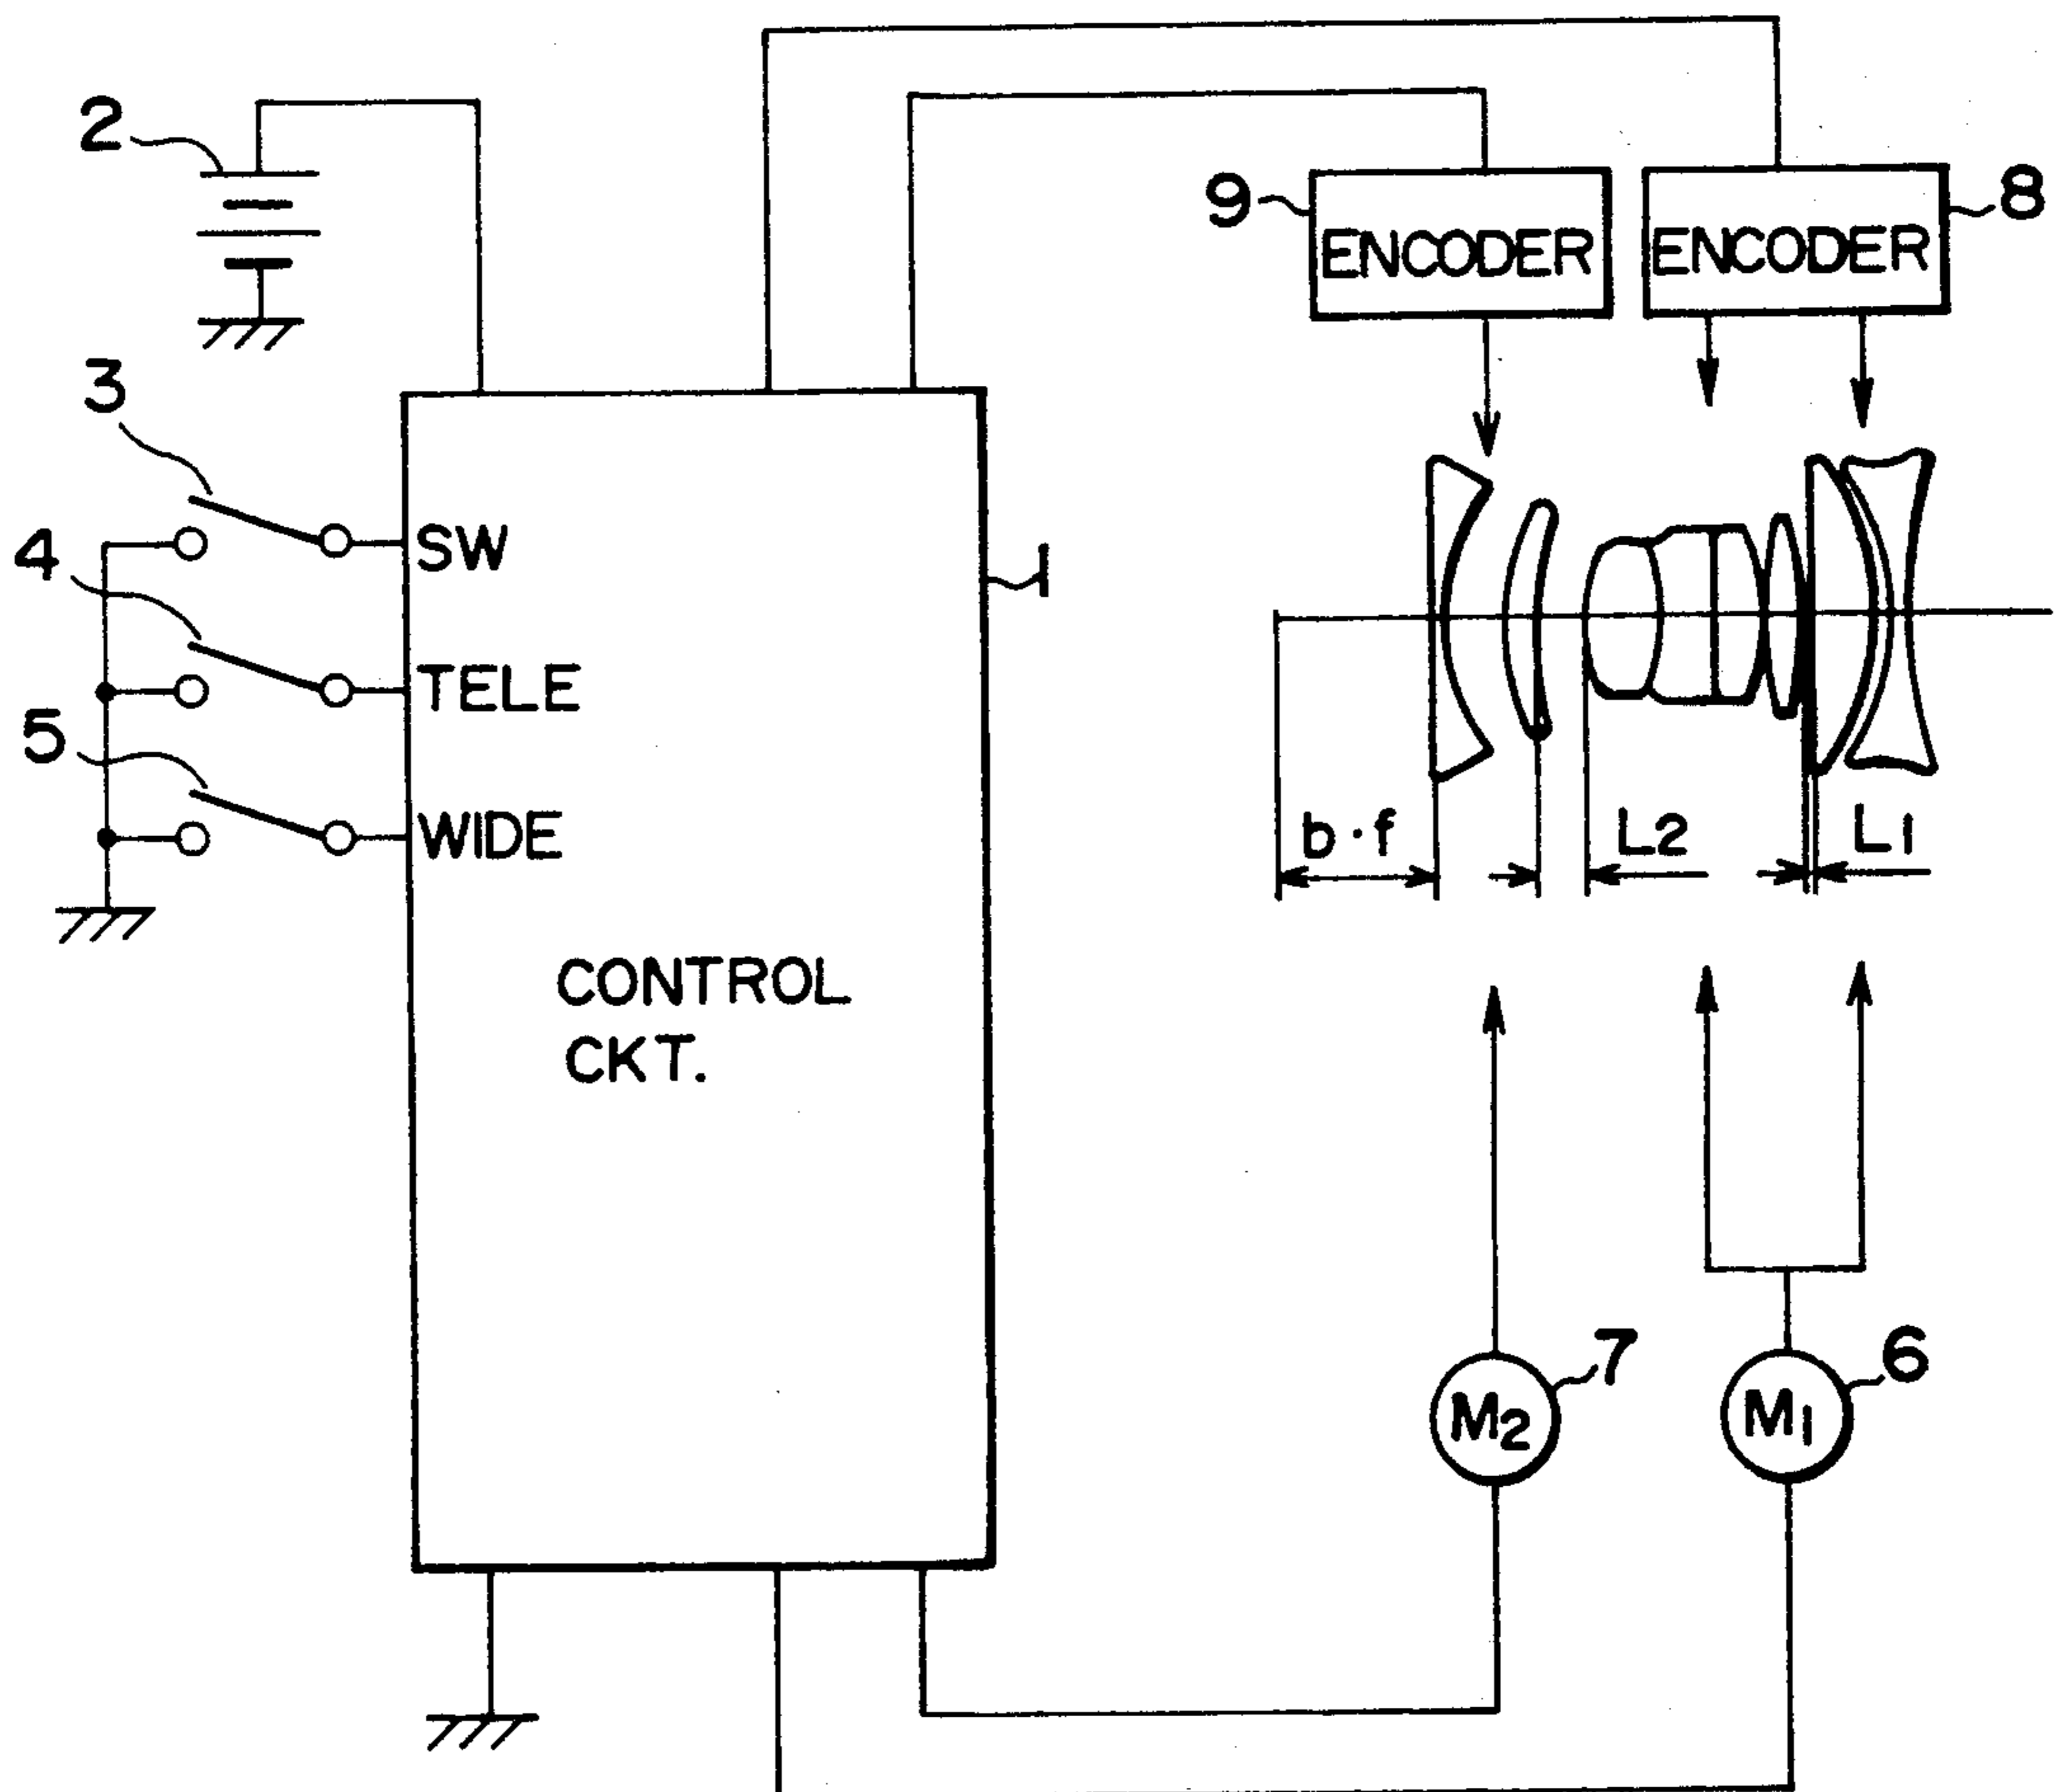 2
9
ENCODER
ENCODER
8
3
SW
4
1
TELE
5
WIDE
b·f
L2
L1
CONTROL
CKT.
7
6
M2
M1